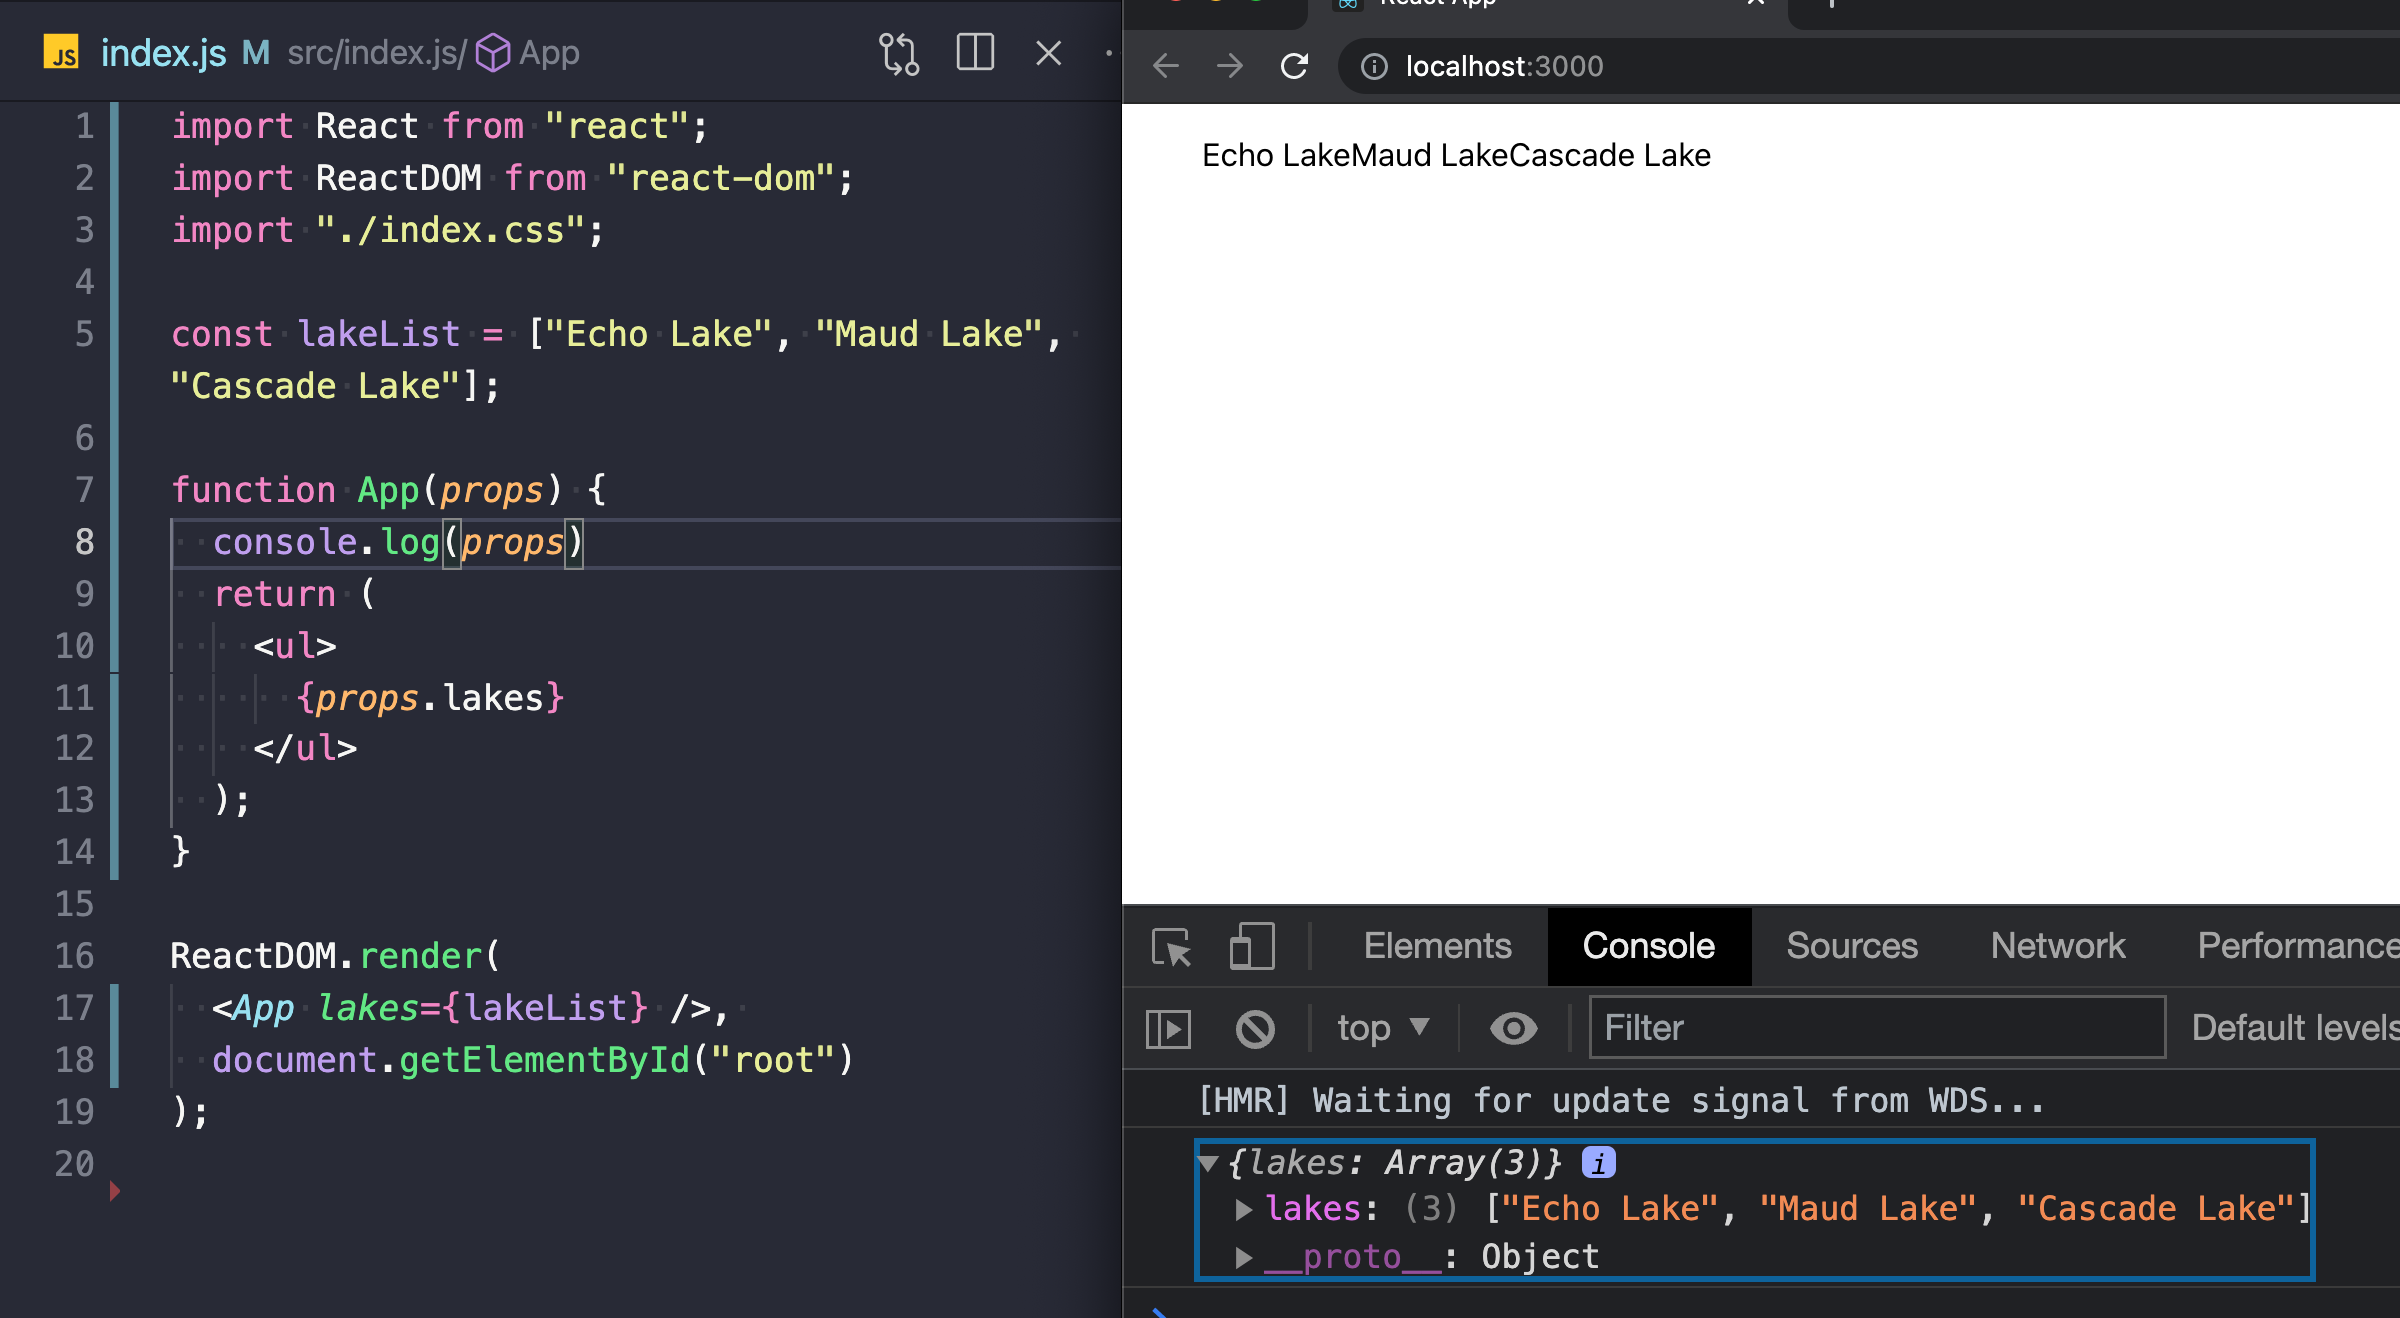 JS index.js M src/index.js/ App
1 import React from "react";
2 import ReactDOM from "react-dom";
3 import "./index.css";
4
5 const lakeList = ["Echo Lake", "Maud Lake",
"Cascade Lake"];
6
7 function App(props) {
8 console.log(props)
9 return (
10 <ul>
11 {props.lakes}
12 </ul>
13 );
14 }
15
16 ReactDOM.render(
17 <App lakes={lakeList} />,
18 document.getElementById("root")
19 );
20
React App
localhost:3000
Echo LakeMaud LakeCascade Lake
Elements Console Sources Network Performance
top Filter Default levels
[HMR] Waiting for update signal from WDS...
{lakes: Array(3)} i
lakes: (3) ["Echo Lake", "Maud Lake", "Cascade Lake"]
__proto__: Object